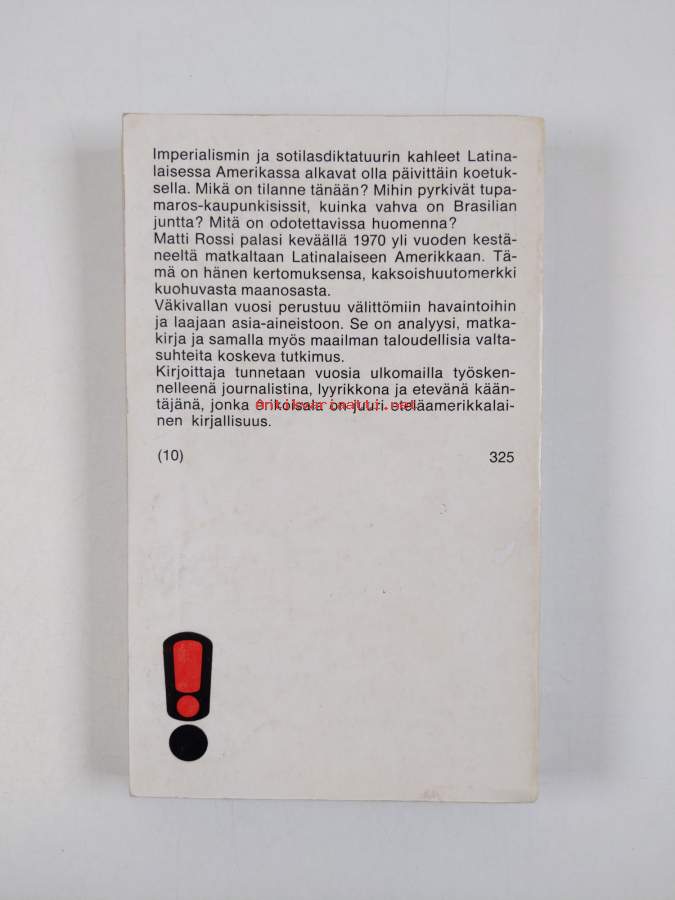 Imperialismin ja sotilasdiktatuurin kahleet Latina-
laisessa Amerikassa alkavat olla päivittäin koetuk-
sella. Mikä on tilanne tänään? Mihin pyrkivät tupa-
maros-kaupunkisissit, kuinka vahva on Brasilian
juntta? Mitä on odotettavissa huomenna?
Matti Rossi palasi keväällä 1970 yli vuoden kestä-
neeltä matkaltaan Latinalaiseen Amerikkaan. Tä-
mä on hänen kertomuksensa, kaksoishuutomerkki
kuohuvasta maanosasta.
Väkivallan vuosi perustuu välittömiin havaintoihin
ja laajaan asia-aineistoon. Se on analyysi, matka-
kirja ja samalla myös maailman taloudellisia valta-
suhteita koskeva tutkimus.
Kirjoittaja tunnetaan vuosia ulkomailla työsken-
nelleenä journalistina, lyyrikkona ja etevänä kään-
täjänä, jonka erikoisala on juuri eteläamerikkalai-
nen kirjallisuus.
antikvariaatti.net
(10) 325